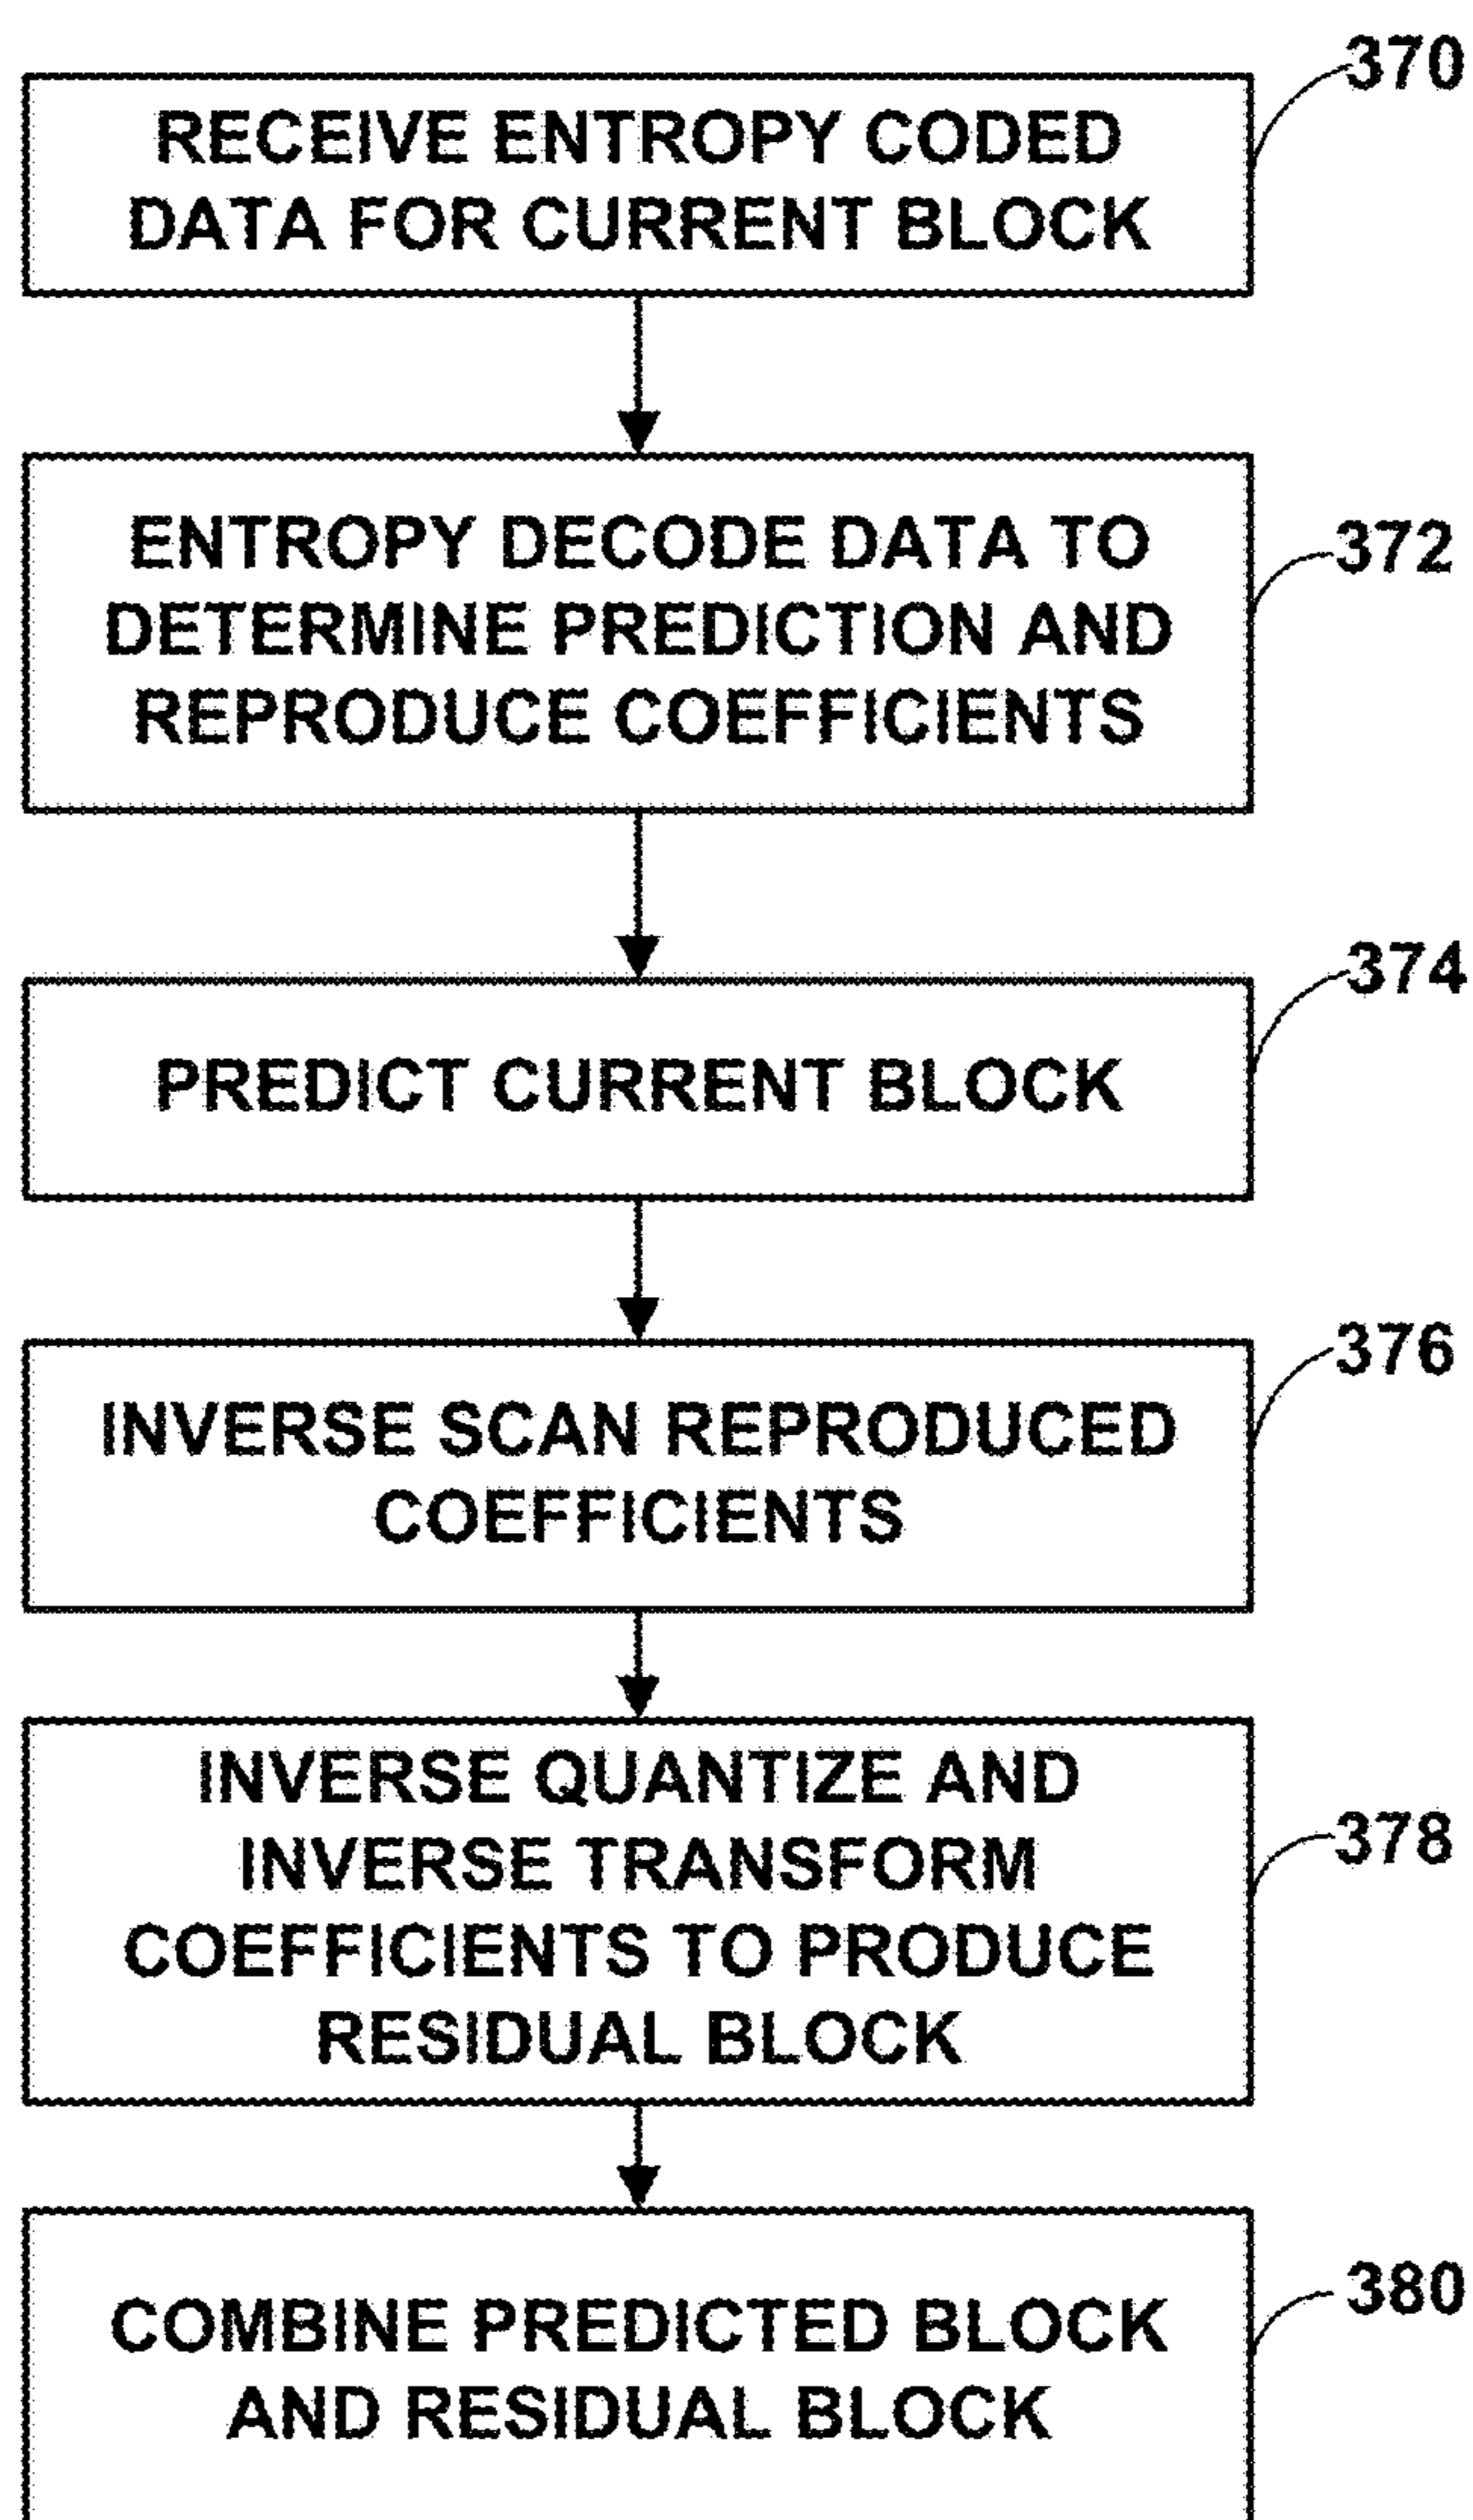 370
RECEIVE ENTROPY CODED
DATA FOR CURRENT BLOCK
ENTROPY DECODE DATA TO
372
DETERMINE PREDICTION AND
REPRODUCE COEFFICIENTS
374
PREDICT CURRENT BLOCK
376
INVERSE SCAN REPRODUCED
COEFFICIENTS
INVERSE QUANTIZE AND
INVERSE TRANSFORM
378
COEFFICIENTS TO PRODUCE
RESIDUAL BLOCK
380
COMBINE PREDICTED BLOCK
AND RESIDUAL BLOCK